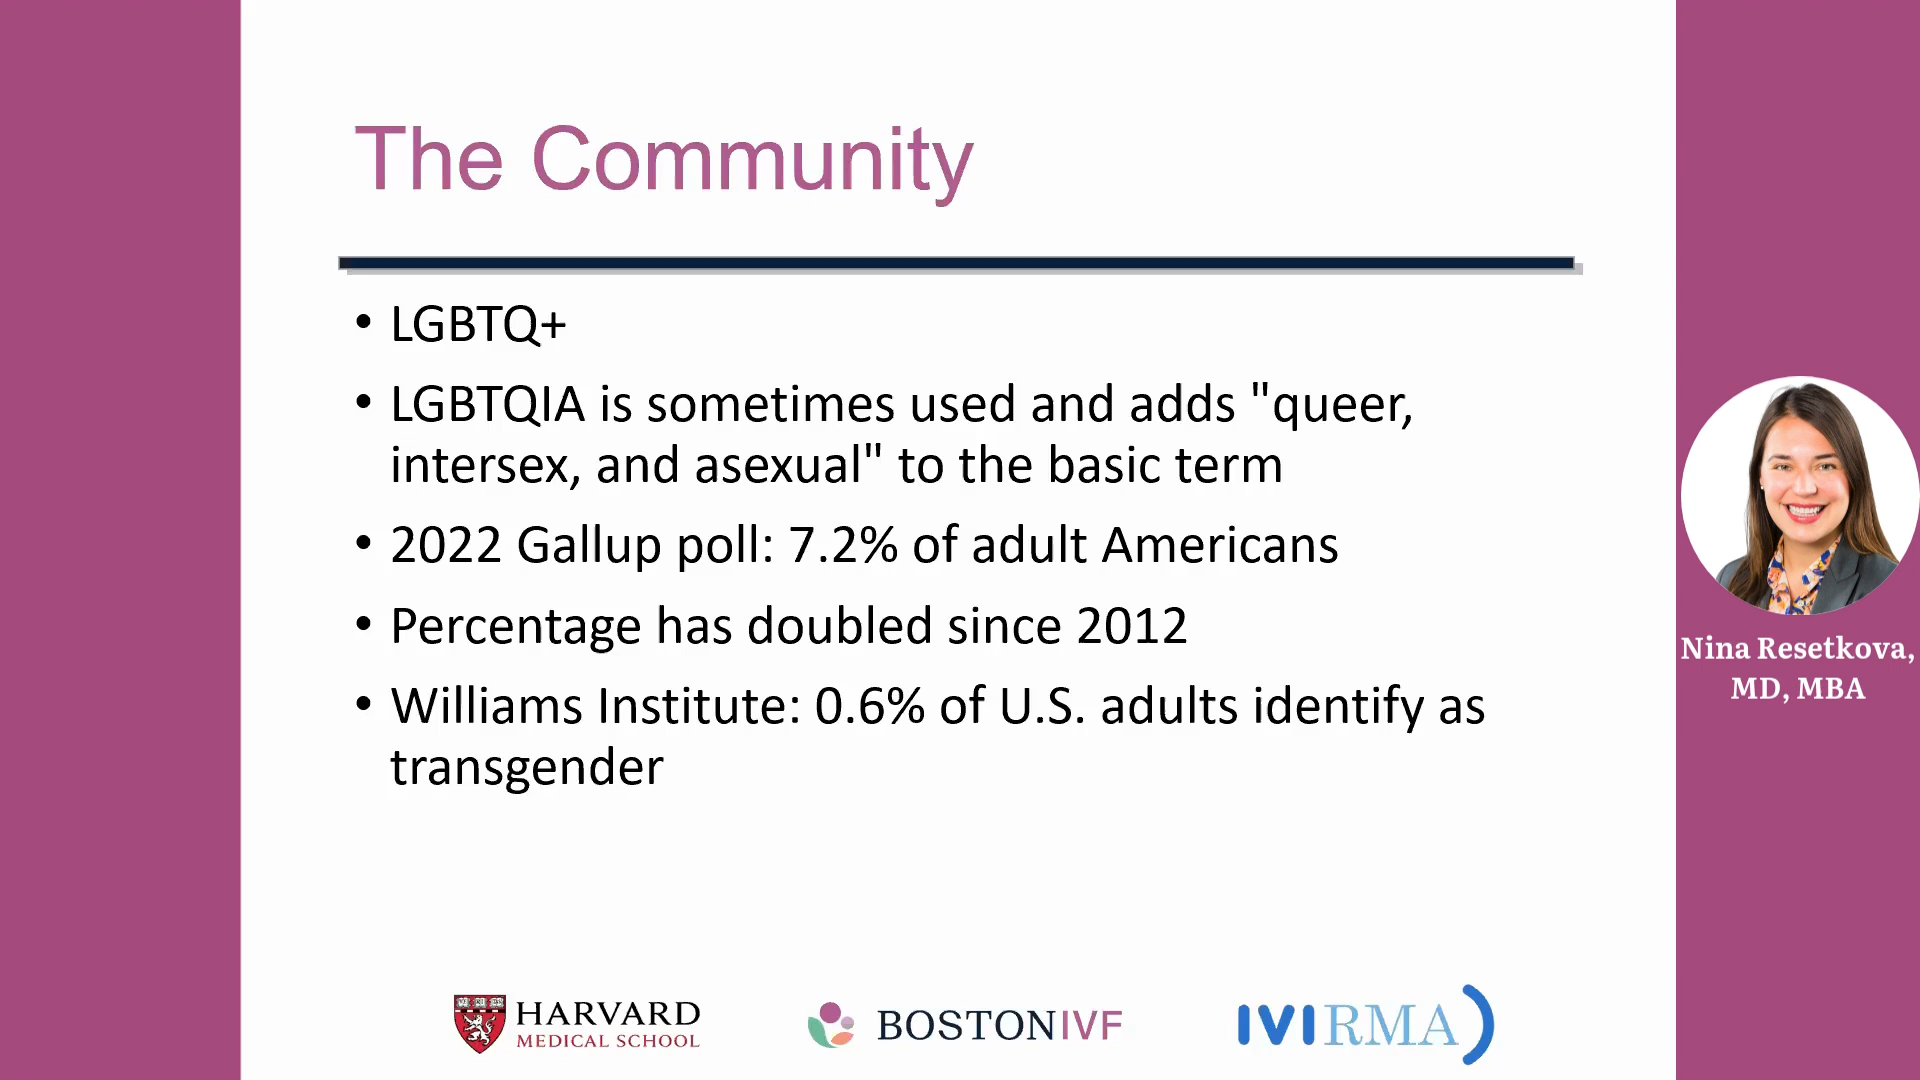 The Community
• LGBTQ+
• LGBTQIA is sometimes used and adds "queer,
intersex, and asexual" to the basic term
• 2022 Gallup poll: 7.2% of adult Americans
• Percentage has doubled since 2012
• Williams Institute: 0.6% of U.S. adults identify as
transgender
Nina Resetkova,
MD, MBA
HARVARD
MEDICAL SCHOOL
BOSTONIVF
IVIRMA